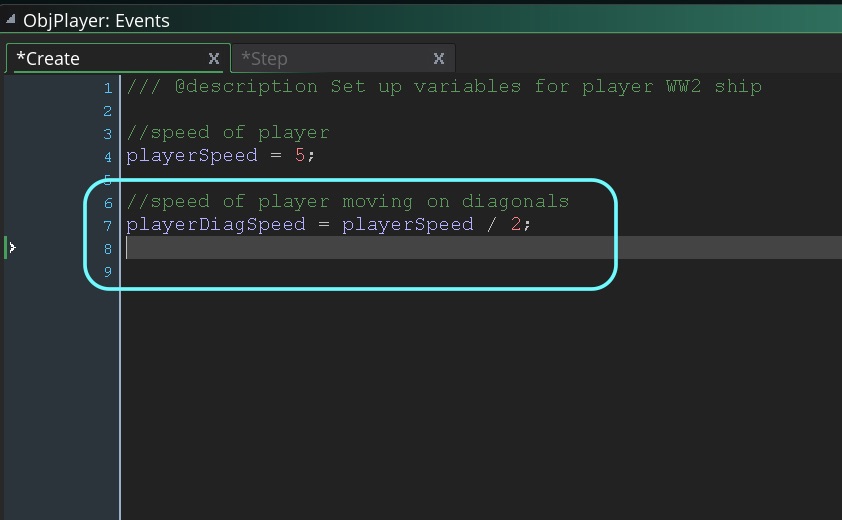 ObjPlayer: Events
*Create X *Step X
1 /// @description Set up variables for player WW2 ship
2
3 //speed of player
4 playerSpeed = 5;
5
6 //speed of player moving on diagonals
7 playerDiagSpeed = playerSpeed / 2;
8
9